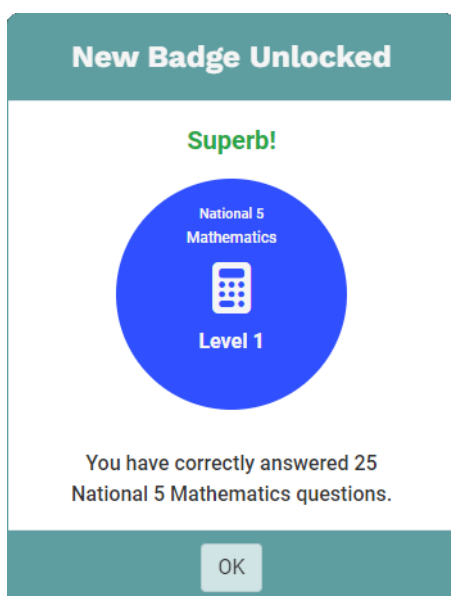 New Badge Unlocked
Superb!
National 5
Mathematics
Level 1
You have correctly answered 25
National 5 Mathematics questions.
OK